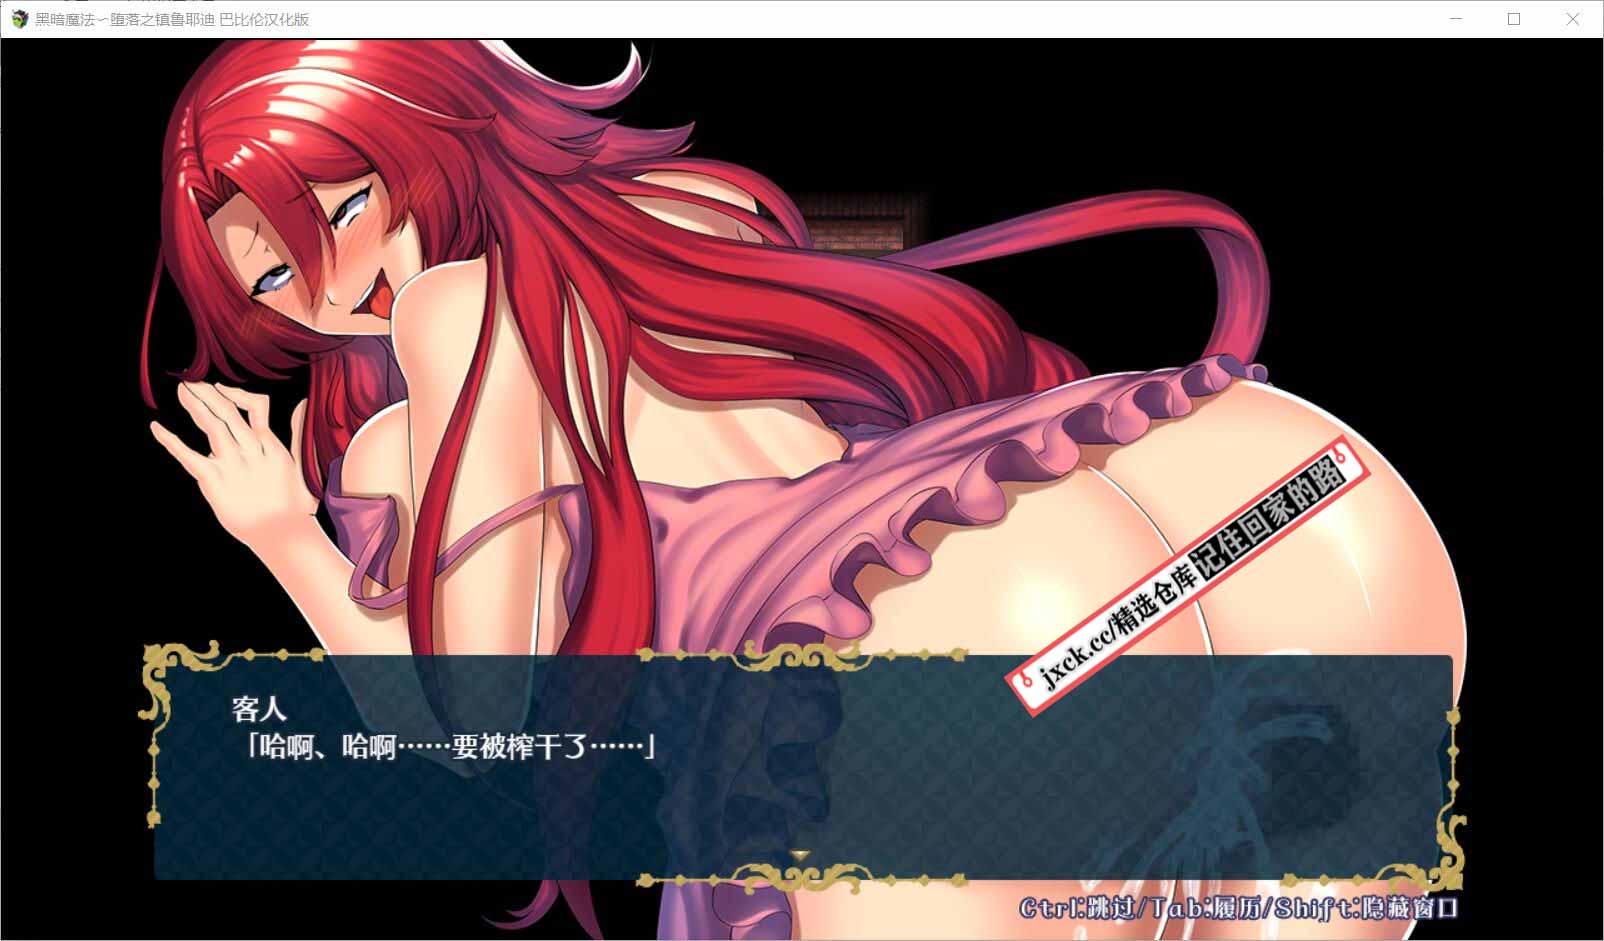 黑暗魔法~堕落之镇鲁耶迪 巴比伦汉化版
jxck.cc/精选仓库记住回家的路
客人
「哈啊、哈啊……要被榨干了……」
Ctrl:跳过/Tab:履历/Shift:隐藏窗口